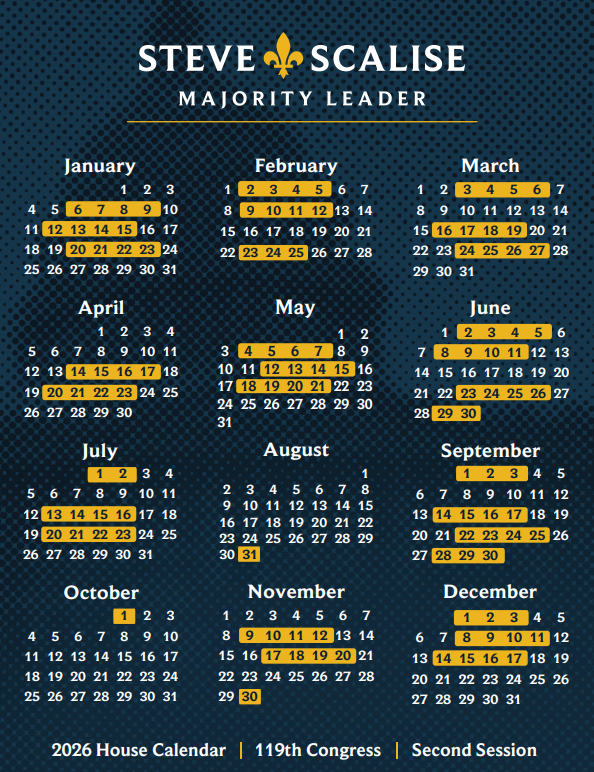 STEVE SCALISE
MAJORITY LEADER
January
1 2 3
4 5 6 7 8 9 10
11 12 13 14 15 16 17
18 19 20 21 22 23 24
25 26 27 28 29 30 31
February
1 2 3 4 5 6 7
8 9 10 11 12 13 14
15 16 17 18 19 20 21
22 23 24 25 26 27 28
March
1 2 3 4 5 6 7
8 9 10 11 12 13 14
15 16 17 18 19 20 21
22 23 24 25 26 27 28
29 30 31
April
1 2 3 4
5 6 7 8 9 10 11
12 13 14 15 16 17 18
19 20 21 22 23 24 25
26 27 28 29 30
May
1 2
3 4 5 6 7 8 9
10 11 12 13 14 15 16
17 18 19 20 21 22 23
24 25 26 27 28 29 30
31
June
1 2 3 4 5 6
7 8 9 10 11 12 13
14 15 16 17 18 19 20
21 22 23 24 25 26 27
28 29 30
July
1 2 3 4
5 6 7 8 9 10 11
12 13 14 15 16 17 18
19 20 21 22 23 24 25
26 27 28 29 30 31
August
1
2 3 4 5 6 7 8
9 10 11 12 13 14 15
16 17 18 19 20 21 22
23 24 25 26 27 28 29
30 31
September
1 2 3 4 5
6 7 8 9 10 11 12
13 14 15 16 17 18 19
20 21 22 23 24 25 26
27 28 29 30
October
1 2 3
4 5 6 7 8 9 10
11 12 13 14 15 16 17
18 19 20 21 22 23 24
25 26 27 28 29 30 31
November
1 2 3 4 5 6 7
8 9 10 11 12 13 14
15 16 17 18 19 20 21
22 23 24 25 26 27 28
29 30
December
1 2 3 4 5
6 7 8 9 10 11 12
13 14 15 16 17 18 19
20 21 22 23 24 25 26
27 28 29 30 31
2026 House Calendar | 119th Congress | Second Session